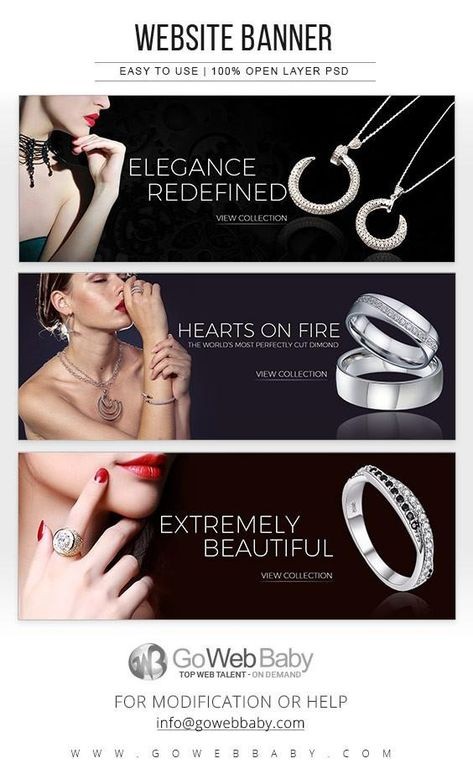 WEBSITE BANNER
EASY TO USE | 100% OPEN LAYER PSD
ELEGANCE
REDEFINED
VIEW COLLECTION
HEARTS ON FIRE
THE WORLD'S MOST PERFECTLY CUT DIMOND
VIEW COLLECTION
EXTREMELY
BEAUTIFUL
VIEW COLLECTION
GoWebBaby
TOP WEB TALENT - ON DEMAND
FOR MODIFICATION OR HELP
info@gowebbaby.com
WWW.GOWEBBABY.COM